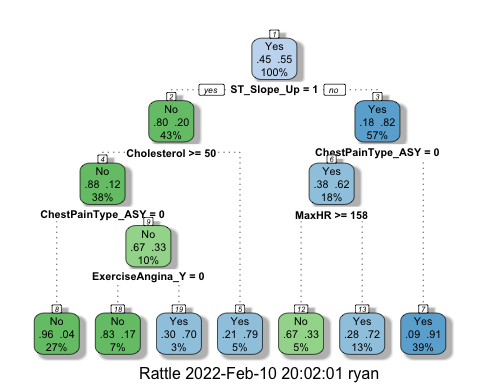 1
Yes
.45 .55
100%
yes ST_Slope_Up = 1 no
2
No
.80 .20
43%
3
Yes
.18 .82
57%
Cholesterol >= 50
ChestPainType_ASY = 0
4
No
.88 .12
38%
6
Yes
.38 .62
18%
ChestPainType_ASY = 0
MaxHR >= 158
9
No
.67 .33
10%
ExerciseAngina_Y = 0
8
No
.96 .04
27%
18
No
.83 .17
7%
19
Yes
.30 .70
3%
5
Yes
.21 .79
5%
12
No
.67 .33
5%
13
Yes
.28 .72
13%
7
Yes
.09 .91
39%
Rattle 2022-Feb-10 20:02:01 ryan